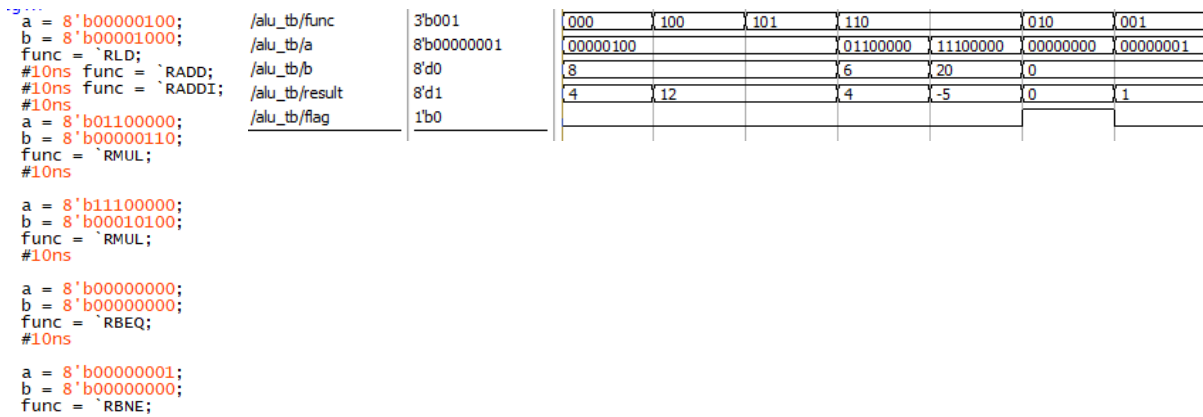 a = 8'b00000100;
b = 8'b00001000;
func = `RLD;
#10ns func = `RADD;
#10ns func = `RADDI;
#10ns
a = 8'b01100000;
b = 8'b00000110;
func = `RMUL;
#10ns
a = 8'b11100000;
b = 8'b00010100;
func = `RMUL;
#10ns
a = 8'b00000000;
b = 8'b00000000;
func = `RBEQ;
#10ns
a = 8'b00000001;
b = 8'b00000000;
func = `RBNE;
/alu_tb/func 3'b001 000 100 101 110 010 001
/alu_tb/a 8'b00000001 00000100 01100000 11100000 00000000 00000001
/alu_tb/b 8'd0 8 6 20 0
/alu_tb/result 8'd1 4 12 4 -5 0 1
/alu_tb/flag 1'b0